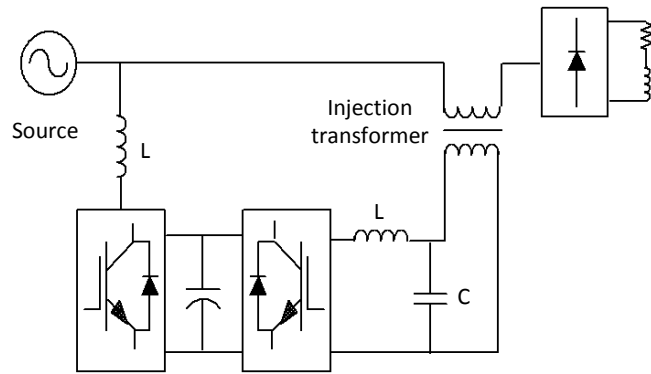 Injection
transformer
Source
L
L
C